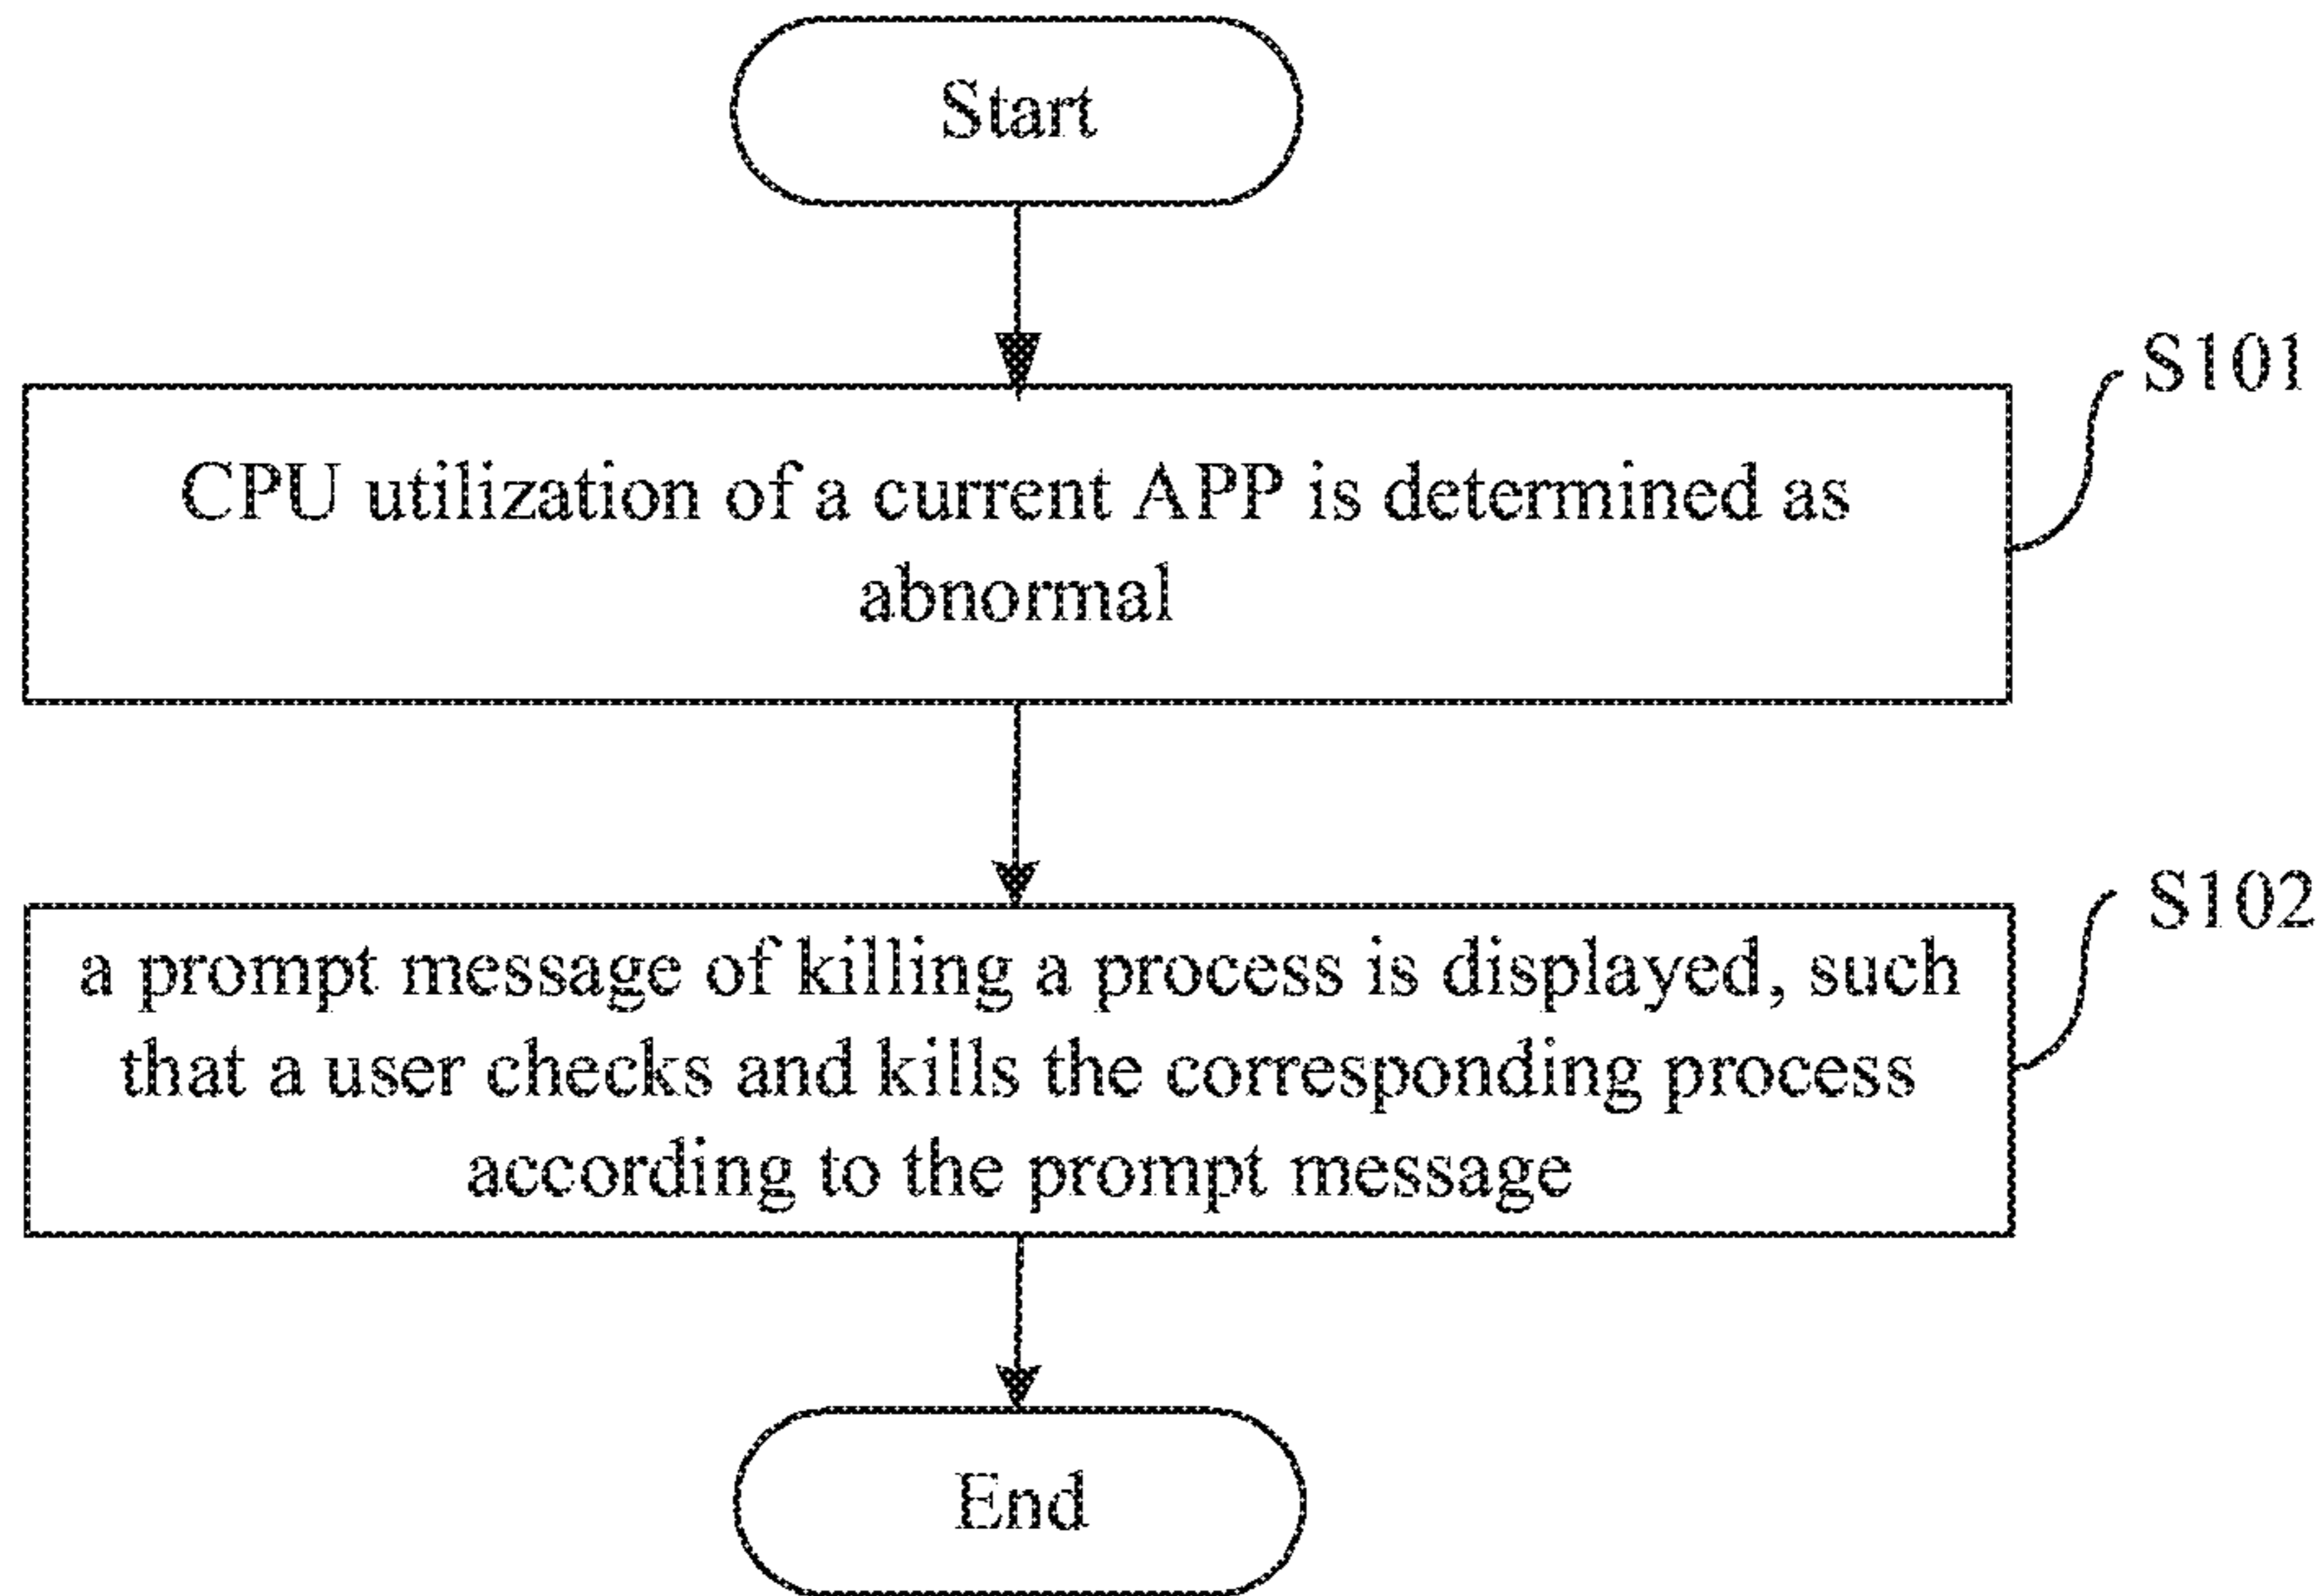 Start
S101
CPU utilization of a current APP is determined as
abnormal
S102
a prompt message of killing a process is displayed, such
that a user checks and kills the corresponding process
according to the prompt message
End